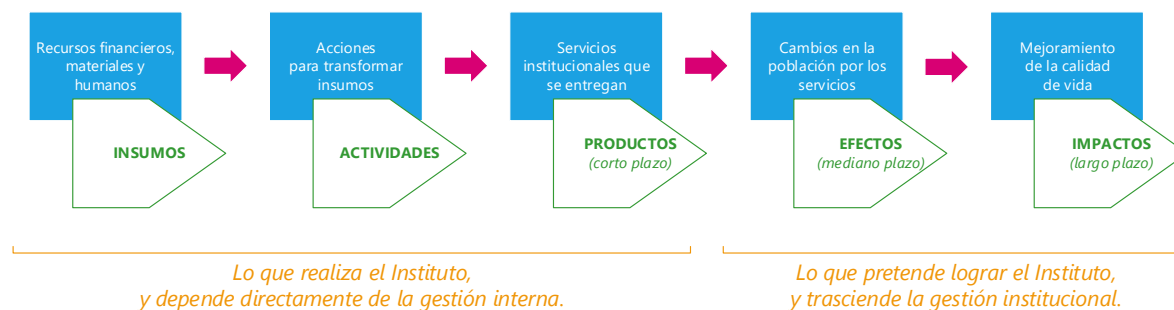 Recursos financieros,
materiales y
humanos
INSUMOS
Acciones
para transformar
insumos
ACTIVIDADES
Servicios
institucionales que
se entregan
PRODUCTOS
(corto plazo)
Cambios en la
población por los
servicios
EFECTOS
(mediano plazo)
Mejoramiento
de la calidad
de vida
IMPACTOS
(largo plazo)
Lo que realiza el Instituto,
y depende directamente de la gestión interna.
Lo que pretende lograr el Instituto,
y trasciende la gestión institucional.